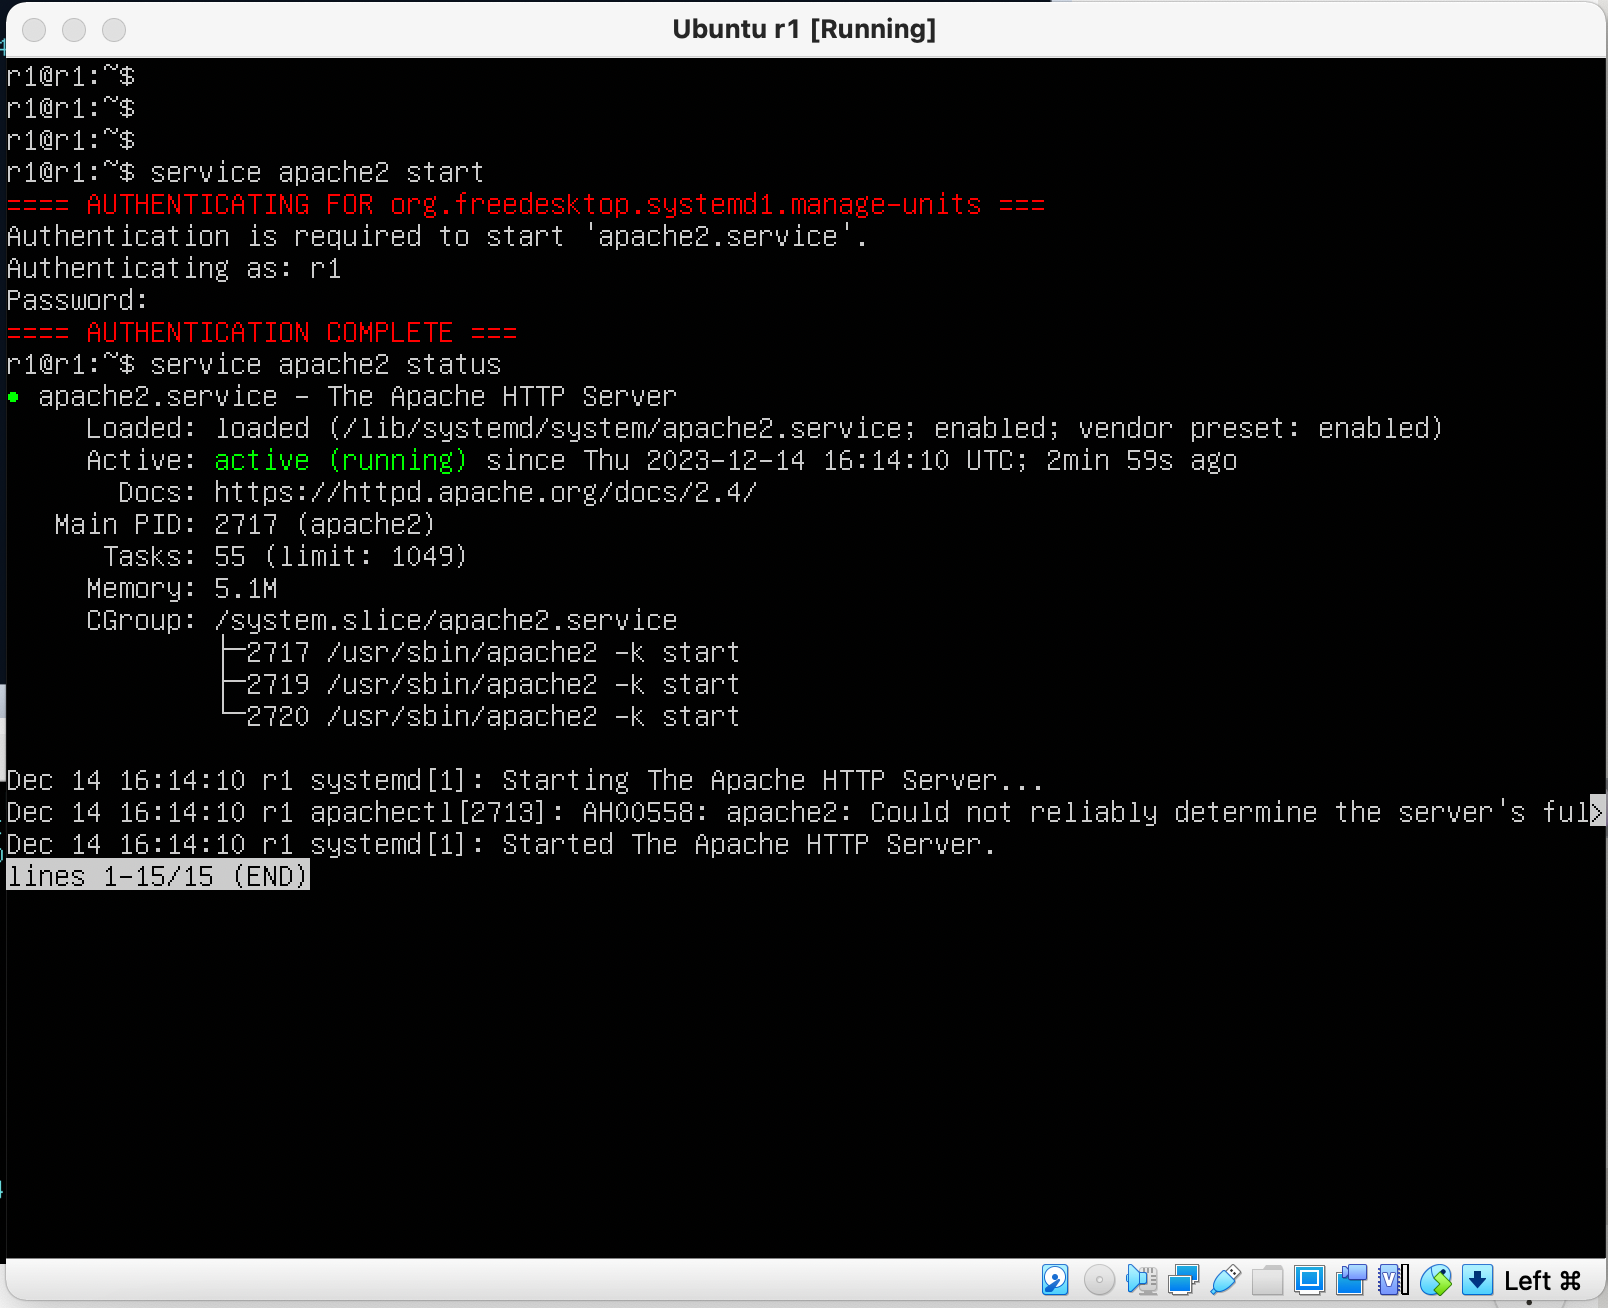 Ubuntu r1 [Running]
r1@r1:~$
r1@r1:~$
r1@r1:~$
r1@r1:~$ service apache2 start
==== AUTHENTICATING FOR org.freedesktop.systemd1.manage-units ===
Authentication is required to start 'apache2.service'.
Authenticating as: r1
Password:
==== AUTHENTICATION COMPLETE ===
r1@r1:~$ service apache2 status
● apache2.service - The Apache HTTP Server
Loaded: loaded (/lib/systemd/system/apache2.service; enabled; vendor preset: enabled)
Active: active (running) since Thu 2023-12-14 16:14:10 UTC; 2min 59s ago
Docs: https://httpd.apache.org/docs/2.4/
Main PID: 2717 (apache2)
Tasks: 55 (limit: 1049)
Memory: 5.1M
CGroup: /system.slice/apache2.service
├─2717 /usr/sbin/apache2 -k start
├─2719 /usr/sbin/apache2 -k start
└─2720 /usr/sbin/apache2 -k start
Dec 14 16:14:10 r1 systemd[1]: Starting The Apache HTTP Server...
Dec 14 16:14:10 r1 apachectl[2713]: AH00558: apache2: Could not reliably determine the server's ful>
Dec 14 16:14:10 r1 systemd[1]: Started The Apache HTTP Server.
lines 1-15/15 (END)
Left ⌘